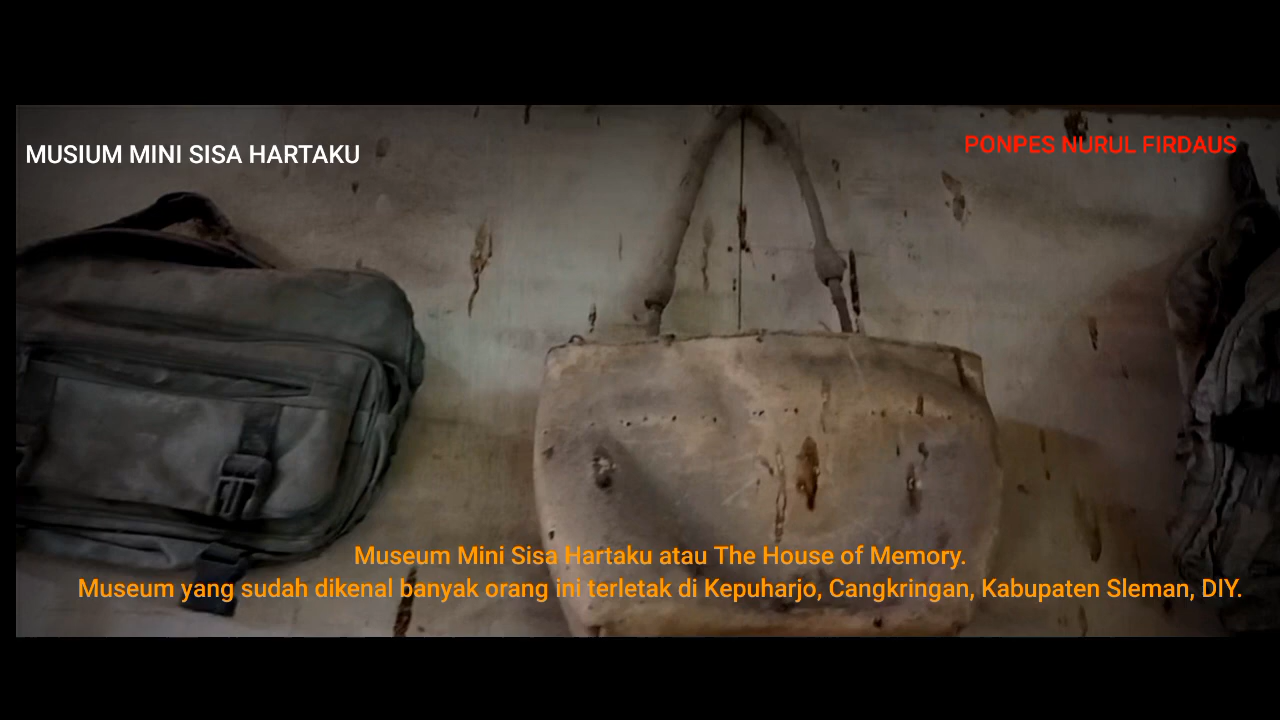 MUSIUM MINI SISA HARTAKU
PONPES NURUL FIRDAUS
Museum Mini Sisa Hartaku atau The House of Memory.
Museum yang sudah dikenal banyak orang ini terletak di Kepuharjo, Cangkringan, Kabupaten Sleman, DIY.